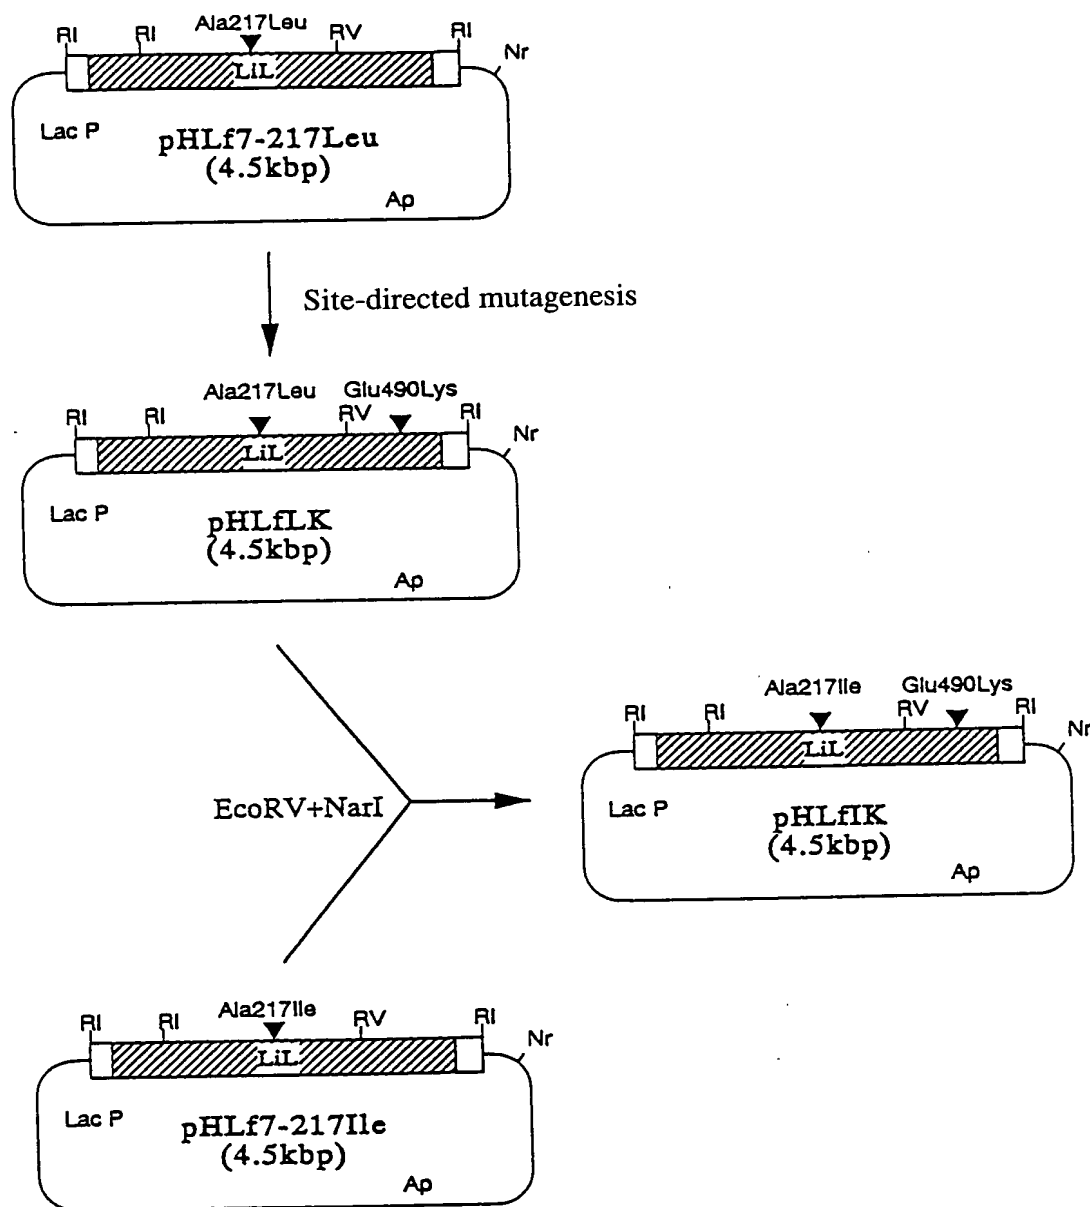 Ala217Leu
RI RI RV RI Nr
LiL
Lac P
pHLf7-217Leu
(4.5kbp)
Ap
Site-directed mutagenesis
Ala217Leu Glu490Lys
RI RI RV RI Nr
LiL
Lac P
pHLfLK
(4.5kbp)
Ap
EcoRV+NarI
Ala217Ile Glu490Lys
RI RI RV RI Nr
LiL
Lac P
pHLfIK
(4.5kbp)
Ap
Ala217Ile
RI RI RV RI Nr
LiL
Lac P
pHLf7-217Ile
(4.5kbp)
Ap